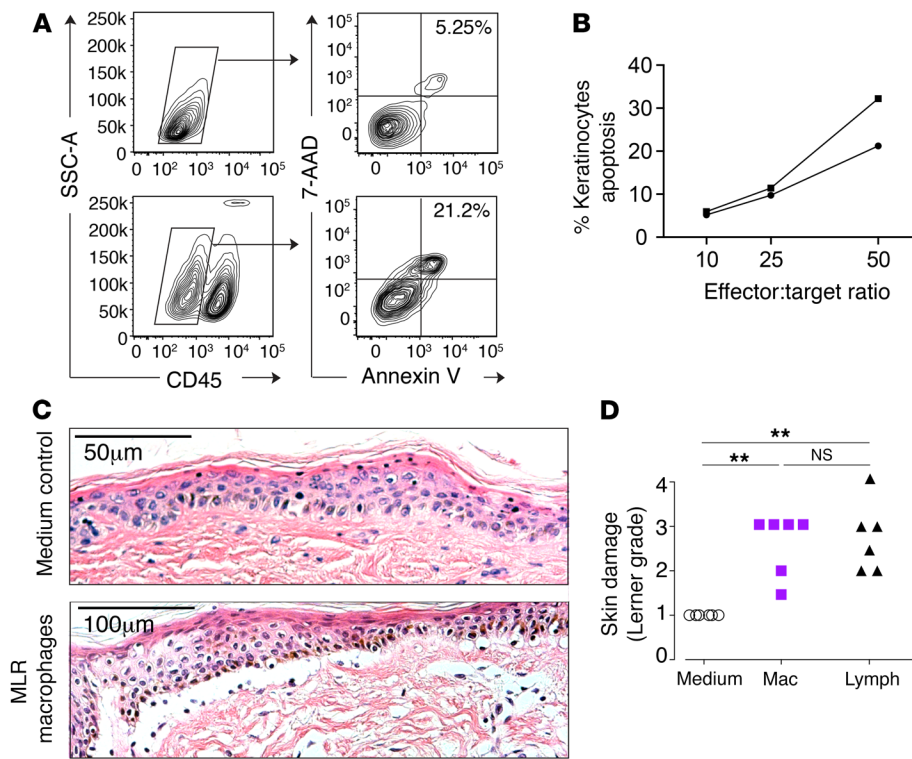 A
250k
200k
150k
100k
50k
0
0 10² 10³ 10⁴ 10⁵
10⁵
10⁴
10³
10²
0
5.25%
0 10³ 10⁴ 10⁵
SSC-A
7-AAD
250k
200k
150k
100k
50k
0
0 10² 10³ 10⁴ 10⁵
10⁵
10⁴
10³
10²
0
21.2%
0 10³ 10⁴ 10⁵
CD45
Annexin V
B
40
30
20
10
0
% Keratinocytes
apoptosis
10 25 50
Effector:target ratio
C
50μm
Medium control
100μm
MLR
macrophages
D
**
** NS
4
3
2
1
0
Skin damage
(Lerner grade)
Medium Mac Lymph